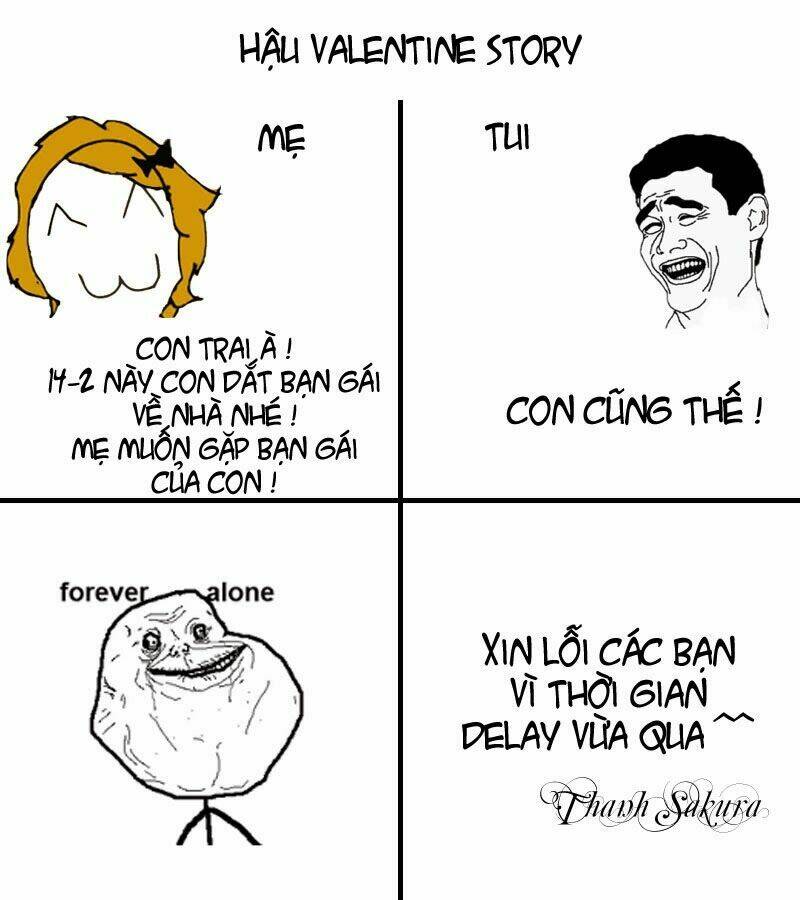 HẬU VALENTINE STORY
MẸ
CON TRAI À !
14-2 NÀY CON DẮT BẠN GÁI
VỀ NHÀ NHÉ !
MẸ MUỐN GẶP BẠN GÁI
CỦA CON !
TUI
CON CŨNG THẾ !
forever alone
XIN LỖI CÁC BẠN
VÌ THỜI GIAN
DELAY VỪA QUA ^^
Thanh Sakura